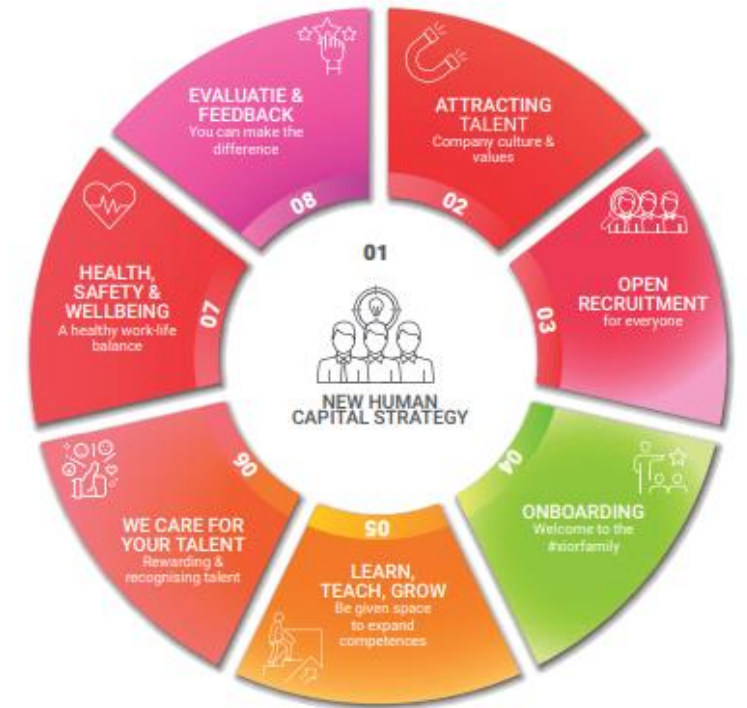 01
NEW HUMAN
CAPITAL STRATEGY
ATTRACTING
TALENT
Company culture &
values
02
OPEN
RECRUITMENT
for everyone
03
ONBOARDING
Welcome to the
#xiorfamily
04
LEARN,
TEACH, GROW
Be given space
to expand
competences
05
WE CARE FOR
YOUR TALENT
Rewarding &
recognising talent
06
HEALTH,
SAFETY &
WELLBEING
A healthy work-life
balance
07
EVALUATIE &
FEEDBACK
You can make the
difference
08